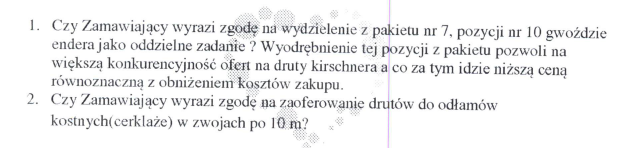 1. Czy Zamawiający wyrazi zgodę na wydzielenie z pakietu nr 7, pozycji nr 10 gwoździe
endera jako oddzielne zadanie ? Wyodrębnienie tej pozycji z pakietu pozwoli na
większą konkurencyjność ofert na druty kirschnera a co za tym idzie niższą ceną
równoznaczną z obniżeniem kosztów zakupu.
2. Czy Zamawiający wyrazi zgodę na zaoferowanie drutów do odłamów
kostnych(cerklaże) w zwojach po 10 m?